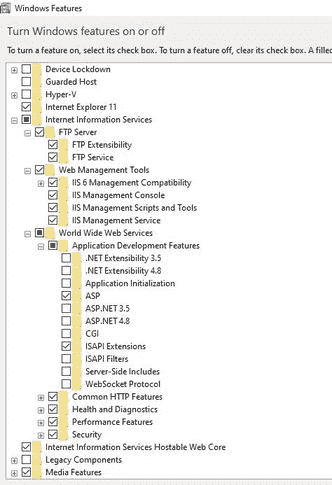 Windows Features
Turn Windows features on or off
To turn a feature on, select its check box. To turn a feature off, clear its check box. A filled
Device Lockdown
Guarded Host
Hyper-V
Internet Explorer 11
Internet Information Services
FTP Server
FTP Extensibility
FTP Service
Web Management Tools
IIS 6 Management Compatibility
IIS Management Console
IIS Management Scripts and Tools
IIS Management Service
World Wide Web Services
Application Development Features
.NET Extensibility 3.5
.NET Extensibility 4.8
Application Initialization
ASP
ASP.NET 3.5
ASP.NET 4.8
CGI
ISAPI Extensions
ISAPI Filters
Server-Side Includes
WebSocket Protocol
Common HTTP Features
Health and Diagnostics
Performance Features
Security
Internet Information Services Hostable Web Core
Legacy Components
Media Features